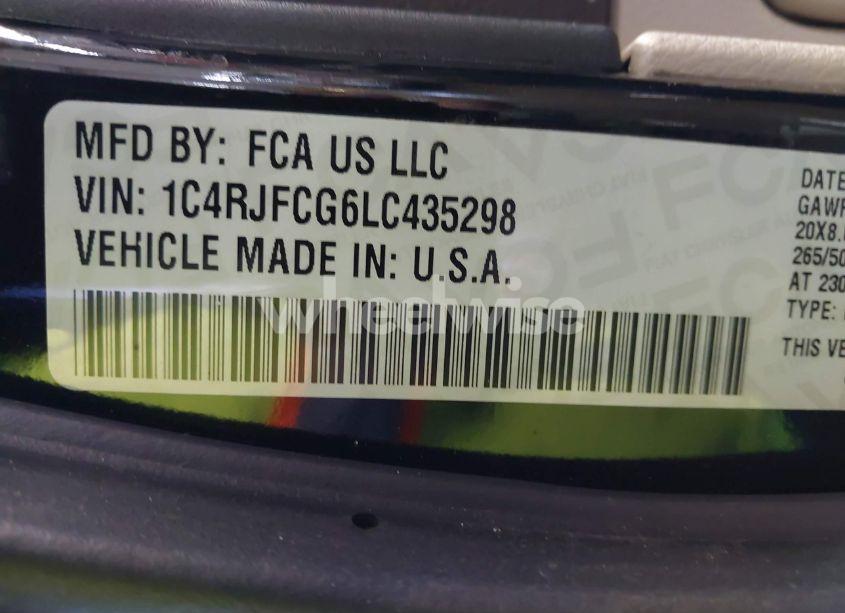 MFD BY: FCA US LLC
VIN: 1C4RJFCG6LC435298
VEHICLE MADE IN: U.S.A.
DATE
20X8.
265/50
AT 230
TYPE:
THIS VE
wheelwise